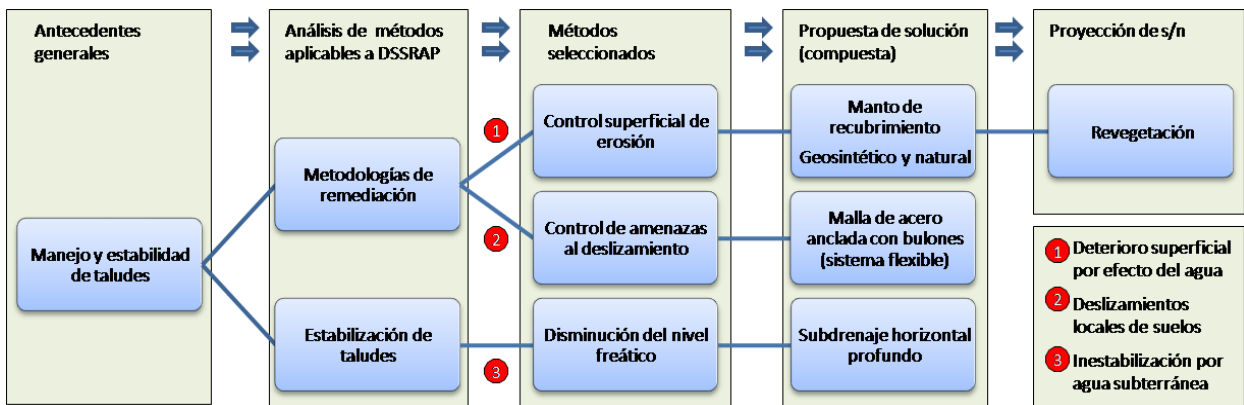 Antecedentes
generales
Análisis de métodos
aplicables a DSSRAP
Métodos
seleccionados
Propuesta de solución
(compuesta)
Proyección de s/n
Manejo y estabilidad
de taludes
Metodologías de
remediación
Estabilización de
taludes
1
2
3
Control superficial de
erosión
Control de amenazas
al deslizamiento
Disminución del nivel
freático
Manto de
recubrimiento
Geosintético y natural
Malla de acero
anclada con bulones
(sistema flexible)
Subdrenaje horizontal
profundo
Revegetación
1 Deterioro superficial
por efecto del agua
2 Deslizamientos
locales de suelos
3 Inestabilización por
agua subterránea